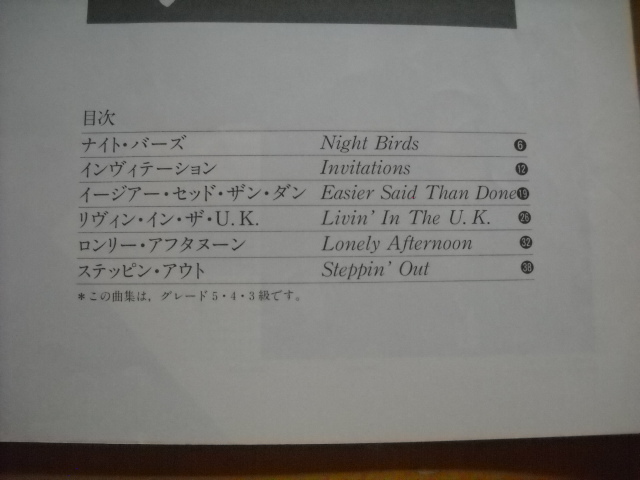 目次
ナイト・バーズ Night Birds 6
インヴィテーション Invitations 12
イージアー・セッド・ザン・ダン Easier Said Than Done 19
リヴィン・イン・ザ・U.K. Livin' In The U.K. 26
ロンリー・アフタヌーン Lonely Afternoon 32
ステッピン・アウト Steppin' Out 38
*この曲集は，グレード5・4・3級です。